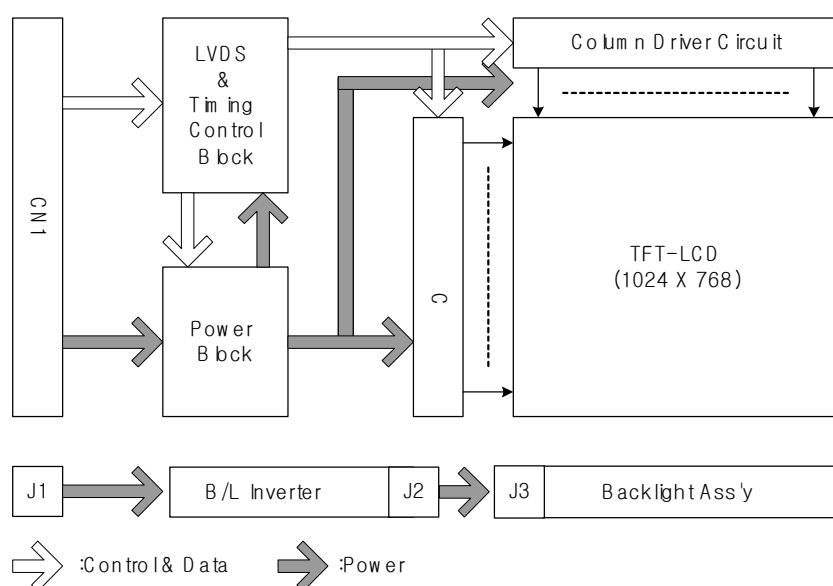 LVDS
&
Timing
Control
Block
Column Driver Circuit
CN1
C
TFT-LCD
(1024 X 768)
Power
Block
J1
B/L Inverter
J2
J3
Backlight Ass'y
:Control & Data
:Power